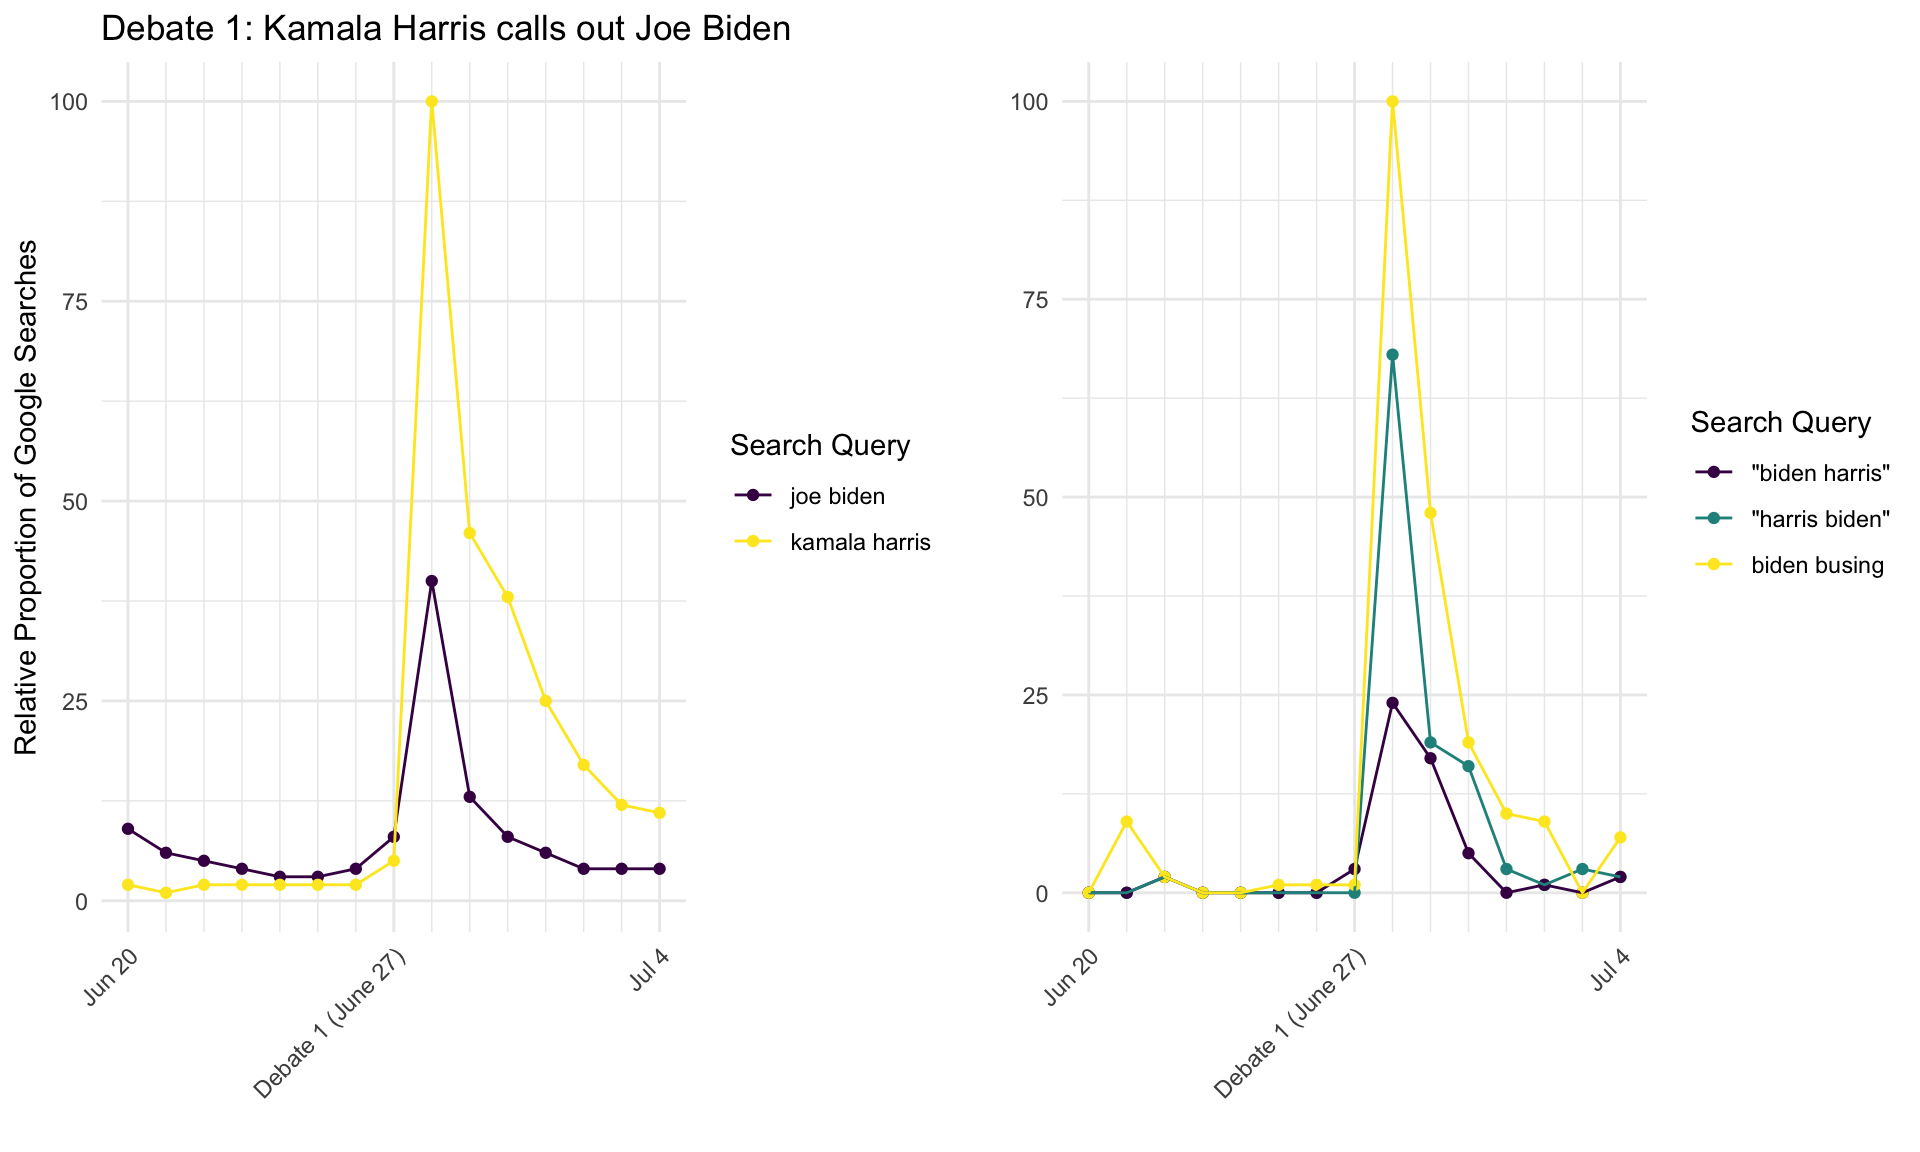 Debate 1: Kamala Harris calls out Joe Biden
Relative Proportion of Google Searches
100
75
50
25
0
Jun 20
Debate 1 (June 27)
Jul 4
Search Query
joe biden
kamala harris
100
75
50
25
0
Jun 20
Debate 1 (June 27)
Jul 4
Search Query
"biden harris"
"harris biden"
biden busing